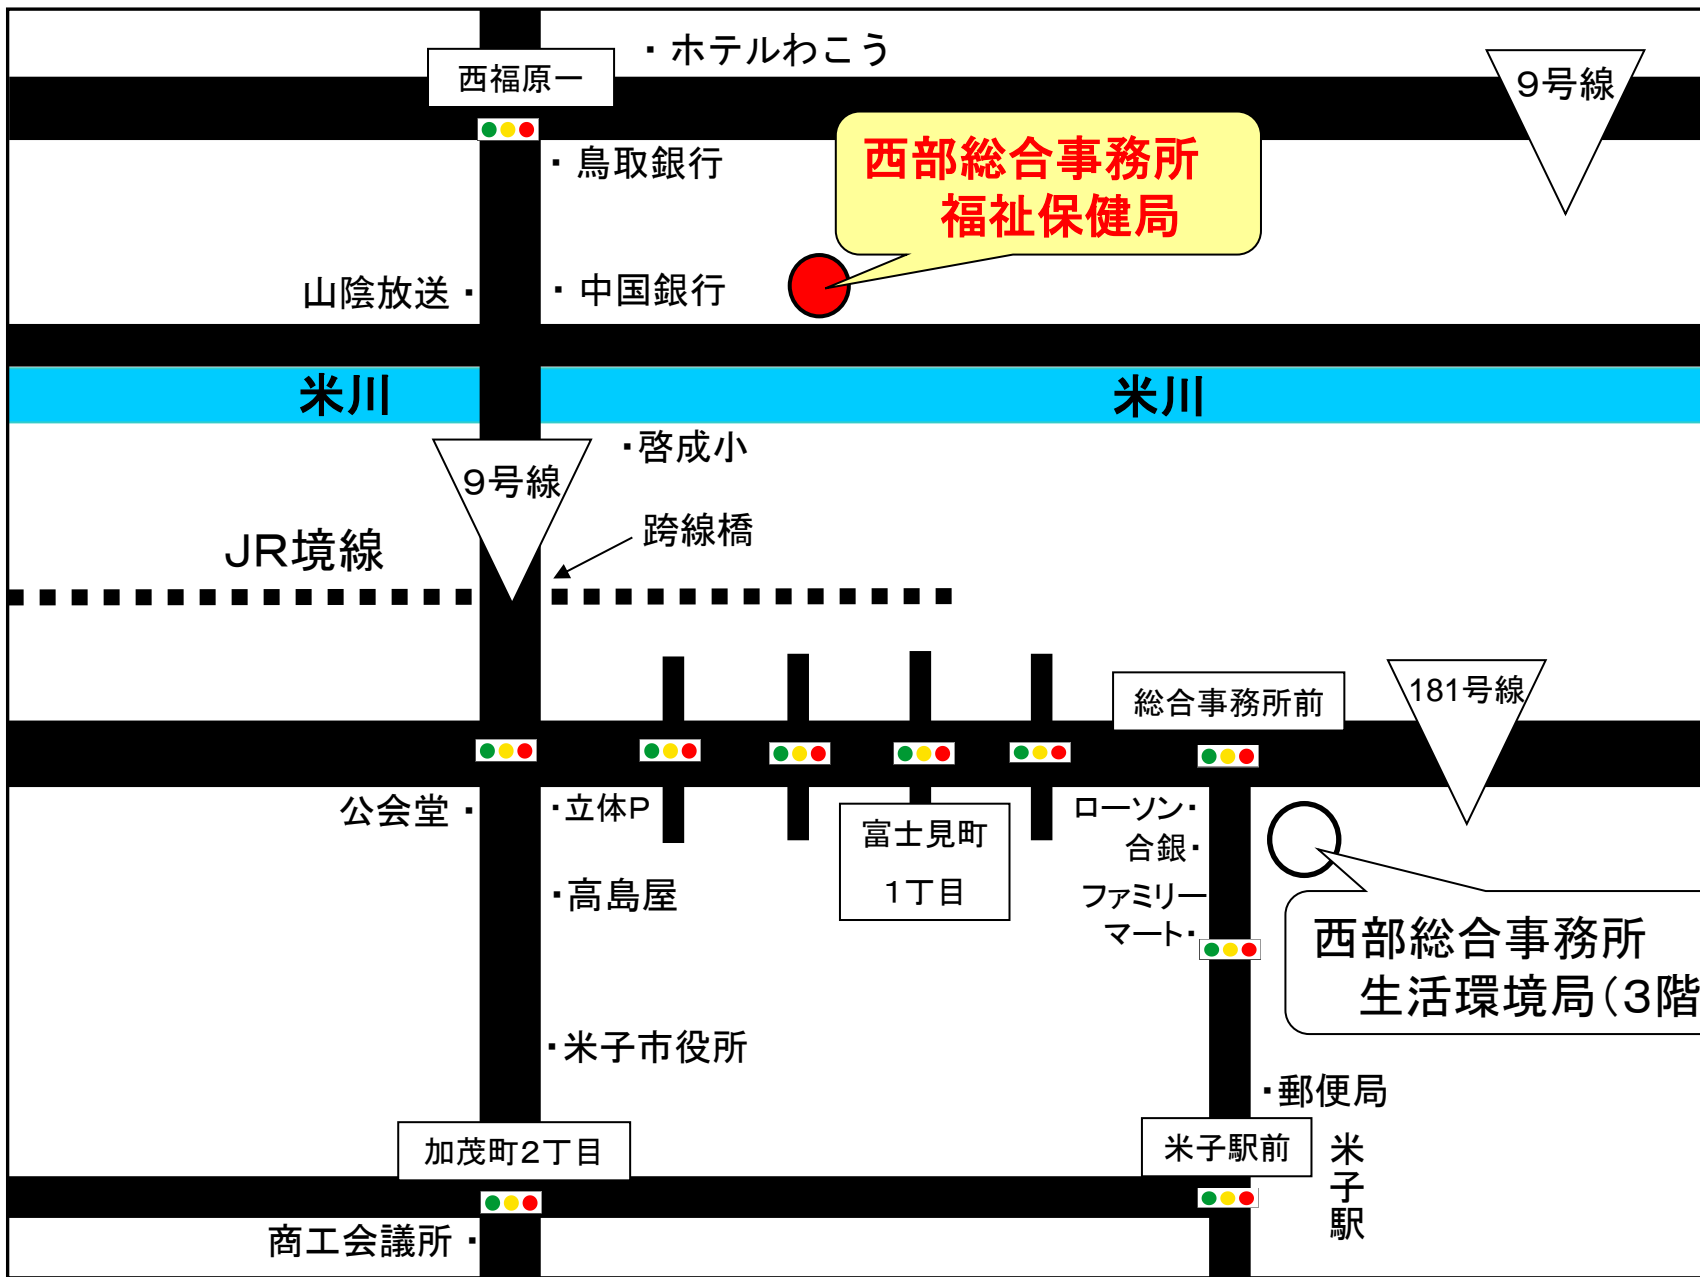 ・ホテルわこう
西福原一
9号線
・鳥取銀行
西部総合事務所
福祉保健局
山陰放送・
・中国銀行
米川
米川
・啓成小
9号線
跨線橋
JR境線
総合事務所前
181号線
公会堂・
・立体P
ローソン・
合銀・
富士見町
1丁目
・高島屋
ファミリー
マート・
西部総合事務所
生活環境局(3階
・米子市役所
・郵便局
加茂町2丁目
米子駅前
米子駅
商工会議所・